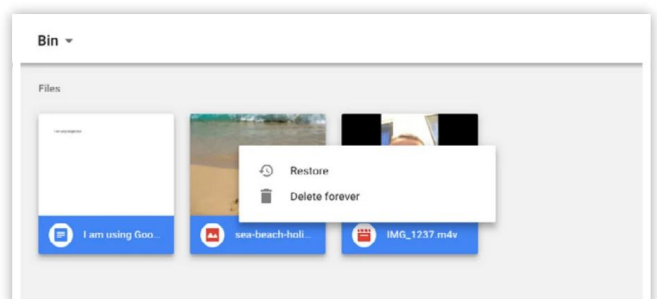 Bin
Files
Restore
Delete forever
I am using Goo...
sea-beach-holi...
IMG_1237.m4v